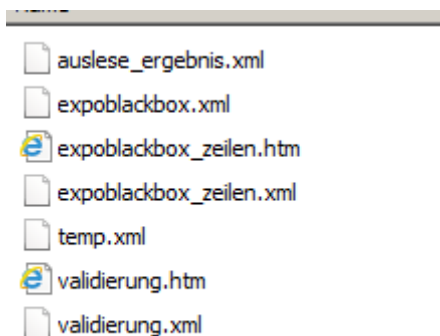 auslese_ergebnis.xml
expoblackbox.xml
expoblackbox_zeilen.htm
expoblackbox_zeilen.xml
temp.xml
validierung.htm
validierung.xml